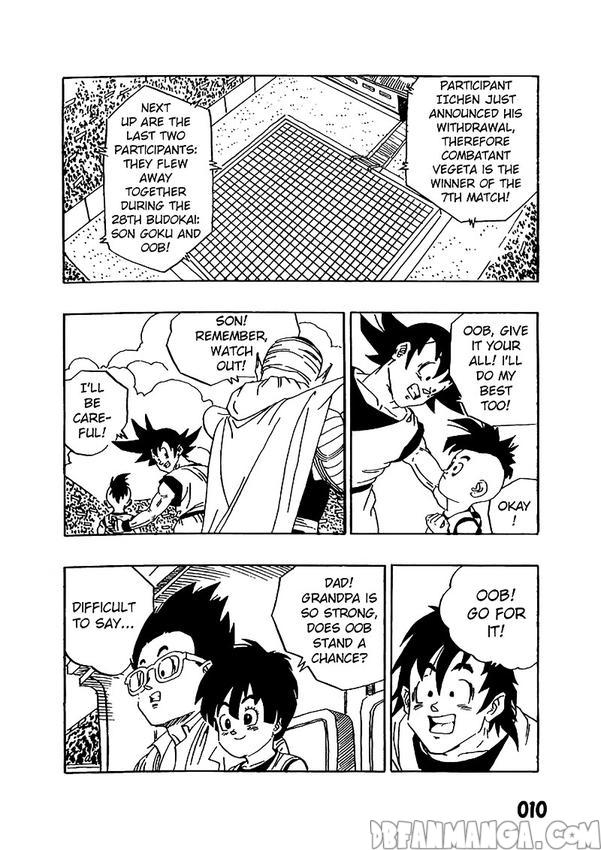 PARTICIPANT
IICHEN JUST
ANNOUNCED HIS
WITHDRAWAL,
THEREFORE
COMBATANT
VEGETA IS
THE WINNER
OF THE
7TH MATCH!
NEXT
UP ARE THE
LAST TWO
PARTICIPANTS:
THEY FLEW
AWAY
TOGETHER
DURING THE
28TH BUDOKAI:
SON GOKU AND
OOB!
OOB, GIVE
IT YOUR
ALL! I'LL
DO MY
BEST
TOO!
OKAY
!
SON!
REMEMBER,
WATCH
OUT!
I'LL
BE
CARE-
FUL!
OOB!
GO FOR
IT!
DAD!
GRANDPA
IS SO STRONG,
DOES OOB
STAND A
CHANCE?
DIFFICULT
TO SAY...
010
DBFANMANGA.COM